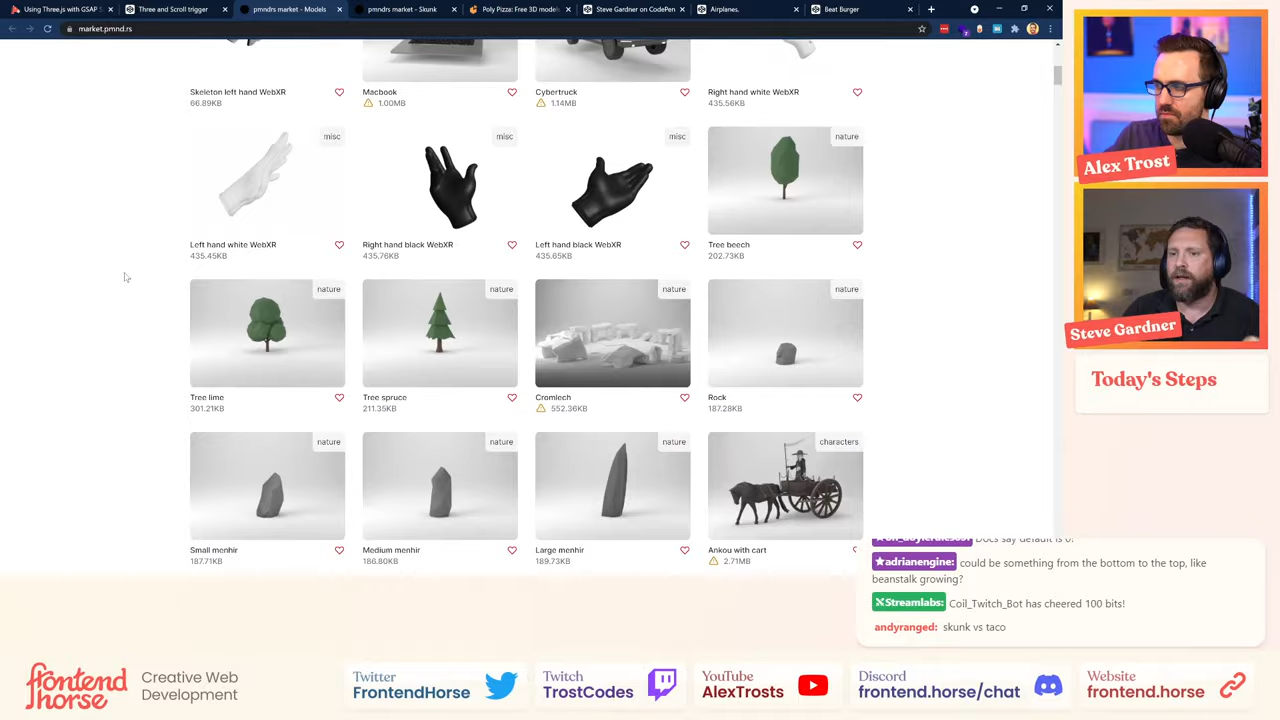 Using Three.js with GSAP S
Three and Scroll trigger
pmndrs market - Models
pmndrs market - Skunk
Poly Pizza: Free 3D models
Steve Gardner on CodePen
Airplanes.
Beat Burger
market.pmnd.rs
Skeleton left hand WebXR
66.89KB
Macbook
1.00MB
Cybertruck
1.14MB
Right hand white WebXR
435.56KB
misc
misc
misc
nature
Left hand white WebXR
435.45KB
Right hand black WebXR
435.76KB
Left hand black WebXR
435.65KB
Tree beech
202.73KB
nature
nature
nature
nature
Tree lime
301.21KB
Tree spruce
211.35KB
Cromlech
552.36KB
Rock
187.28KB
nature
nature
nature
characters
Small menhir
187.71KB
Medium menhir
186.80KB
Large menhir
189.73KB
Ankou with cart
2.71MB
Alex Trost
Steve Gardner
Today's Steps
Docs say default is 0!
adrianengine: could be something from the bottom to the top, like
beanstalk growing?
Streamlabs: Coil_Twitch_Bot has cheered 100 bits!
andyranged: skunk vs taco
frontend
horse
Creative Web
Development
Twitter
FrontendHorse
Twitch
TrostCodes
YouTube
AlexTrosts
Discord
frontend.horse/chat
Website
frontend.horse